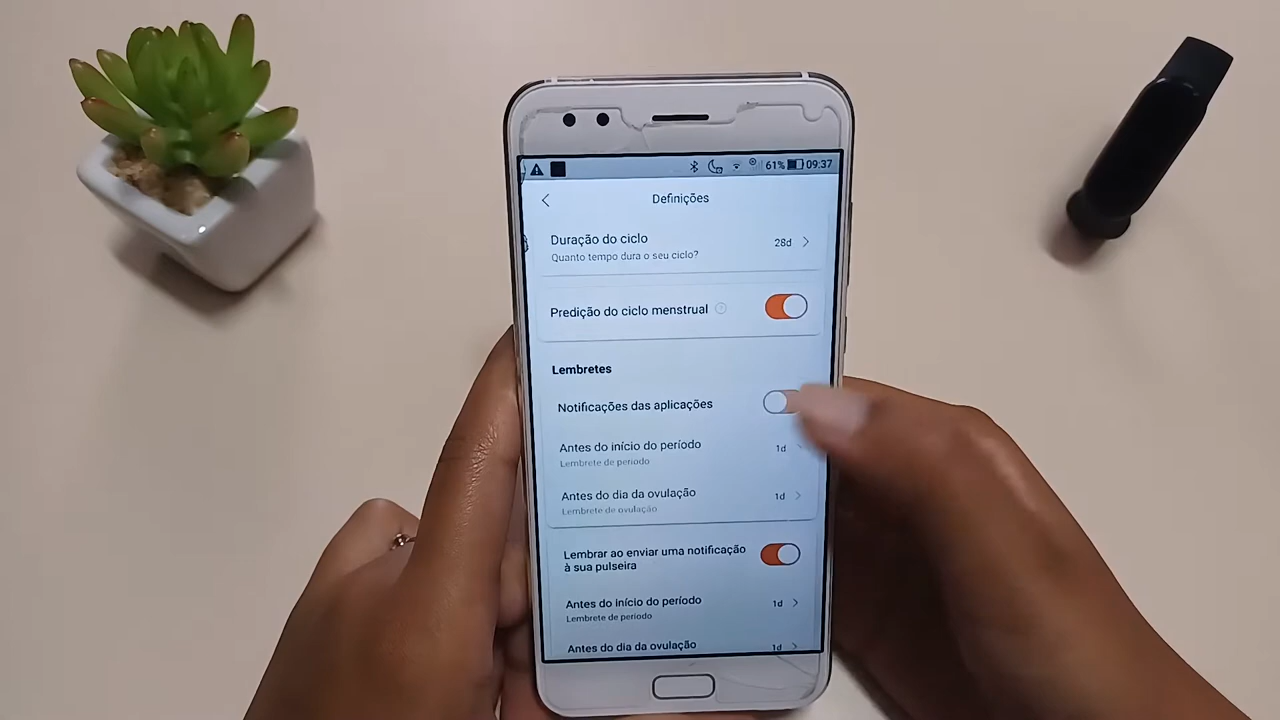 61% 09:37
Definições
Duração do ciclo
28d
Quanto tempo dura o seu ciclo?
Predição do ciclo menstrual
Lembretes
Notificações das aplicações
Antes do início do período
1d
Lembrete de periodo
Antes do dia da ovulação
1d
Lembrete de ovulação
Lembrar ao enviar uma notificação
à sua pulseira
Antes do início do período
1d
Lembrete de periodo
Antes do dia da ovulação
1d